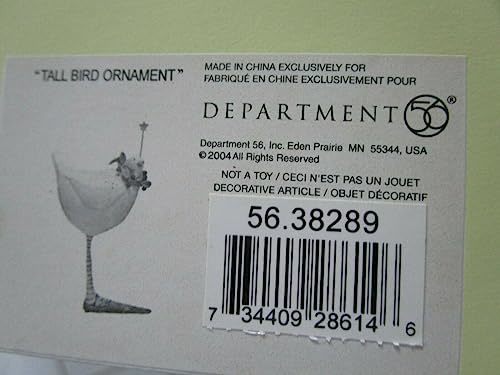 "TALL BIRD ORNAMENT"
MADE IN CHINA EXCLUSIVELY FOR
FABRIQUÉ EN CHINE EXCLUSIVEMENT POUR
DEPARTMENT 56®
Department 56, Inc. Eden Prairie MN 55344, USA
© 2004 All Rights Reserved
NOT A TOY / CECI N'EST PAS UN JOUET
DECORATIVE ARTICLE / OBJET DÉCORATIF
56.38289
7 34409 28614 6